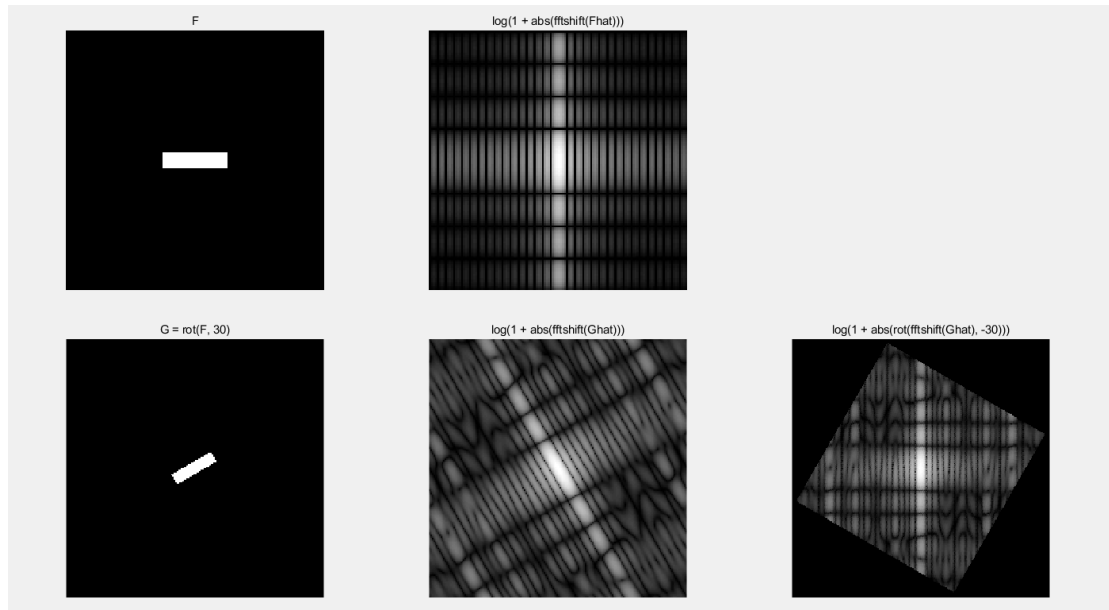 F
log(1 + abs(fftshift(Fhat)))
G = rot(F, 30)
log(1 + abs(fftshift(Ghat)))
log(1 + abs(rot(fftshift(Ghat), -30)))